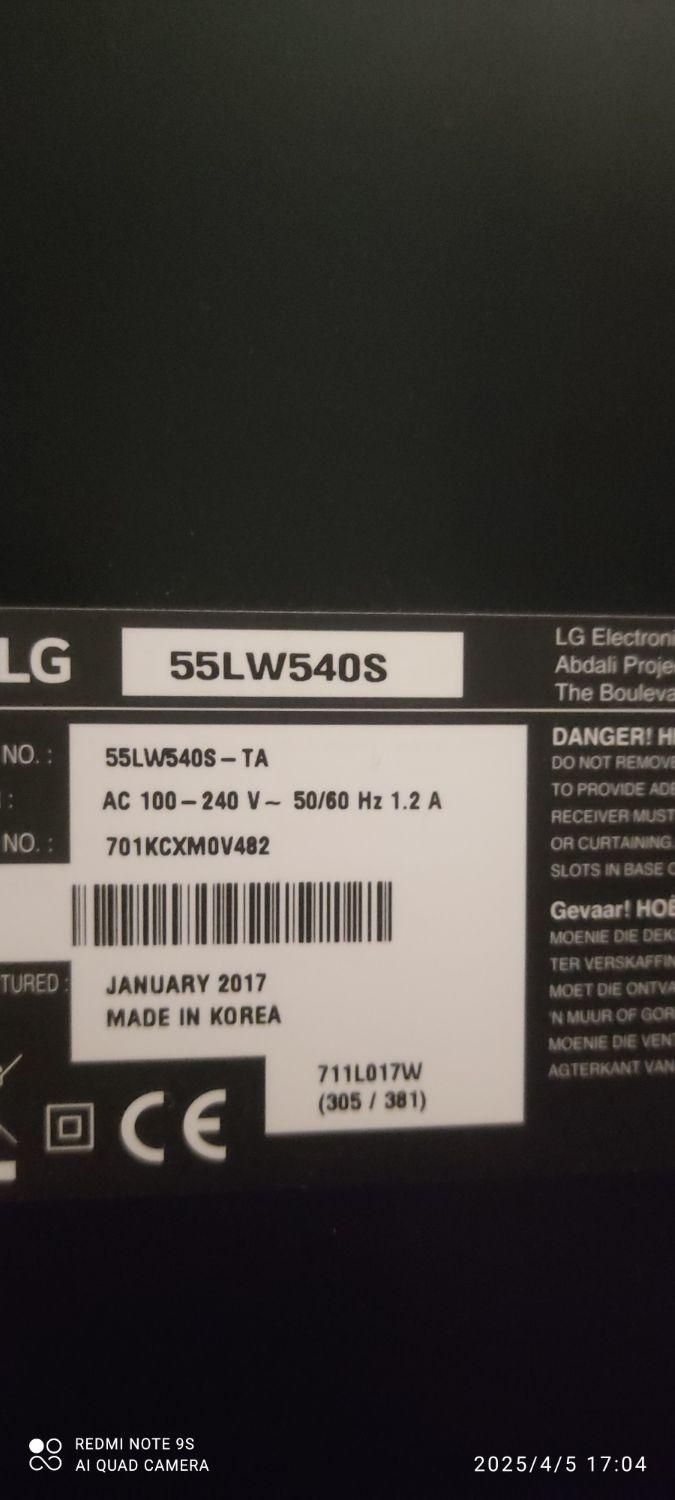 LG 55LW540S
LG Electroni
Abdali Proje
The Bouleva
NO. : 55LW540S-TA
: AC 100-240 V~ 50/60 Hz 1.2 A
NO. : 701KCXM0V482
TURED : JANUARY 2017
MADE IN KOREA
711L017W
(305 / 381)
CE
DANGER! H
DO NOT REMOVE
TO PROVIDE ADE
RECEIVER MUST
OR CURTAINING.
SLOTS IN BASE
Gevaar! HO
MOENIE DIE DEK
TER VERSKAFFIN
MOET DIE ONTVA
'N MUUR OF GOR
MOENIE DIE VEN
AGTERKANT VAN
REDMI NOTE 9S
AI QUAD CAMERA
2025/4/5 17:04